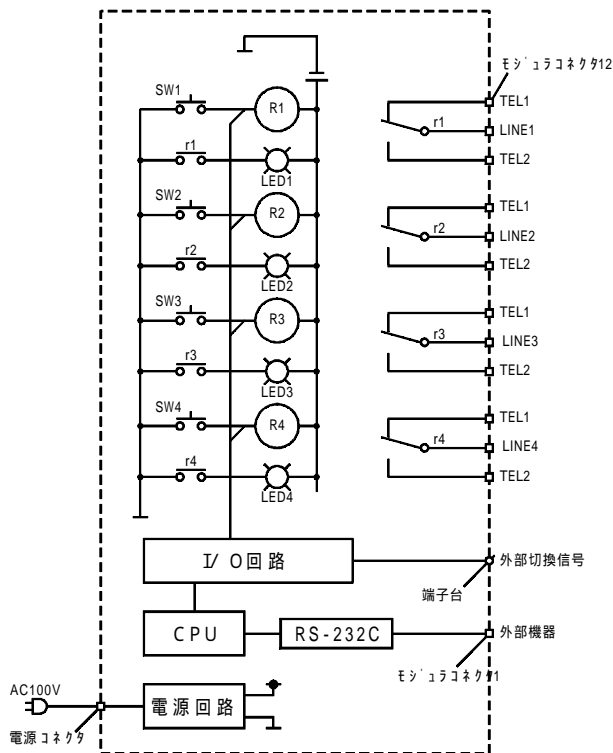 モジュラコネクタ12
SW1
R1
TEL1
r1
LINE1
r1
TEL2
LED1
SW2
R2
TEL1
r2
LINE2
r2
TEL2
LED2
SW3
R3
TEL1
r3
LINE3
r3
TEL2
LED3
SW4
R4
TEL1
r4
LINE4
r4
TEL2
LED4
I/O回路
外部切換信号
端子台
CPU
RS-232C
外部機器
モジュラコネクタ1
AC100V
電源回路
電源コネクタ